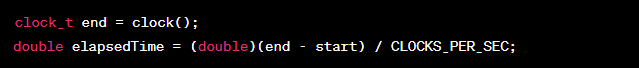 clock_t end = clock();
double elapsedTime = (double)(end - start) / CLOCKS_PER_SEC;